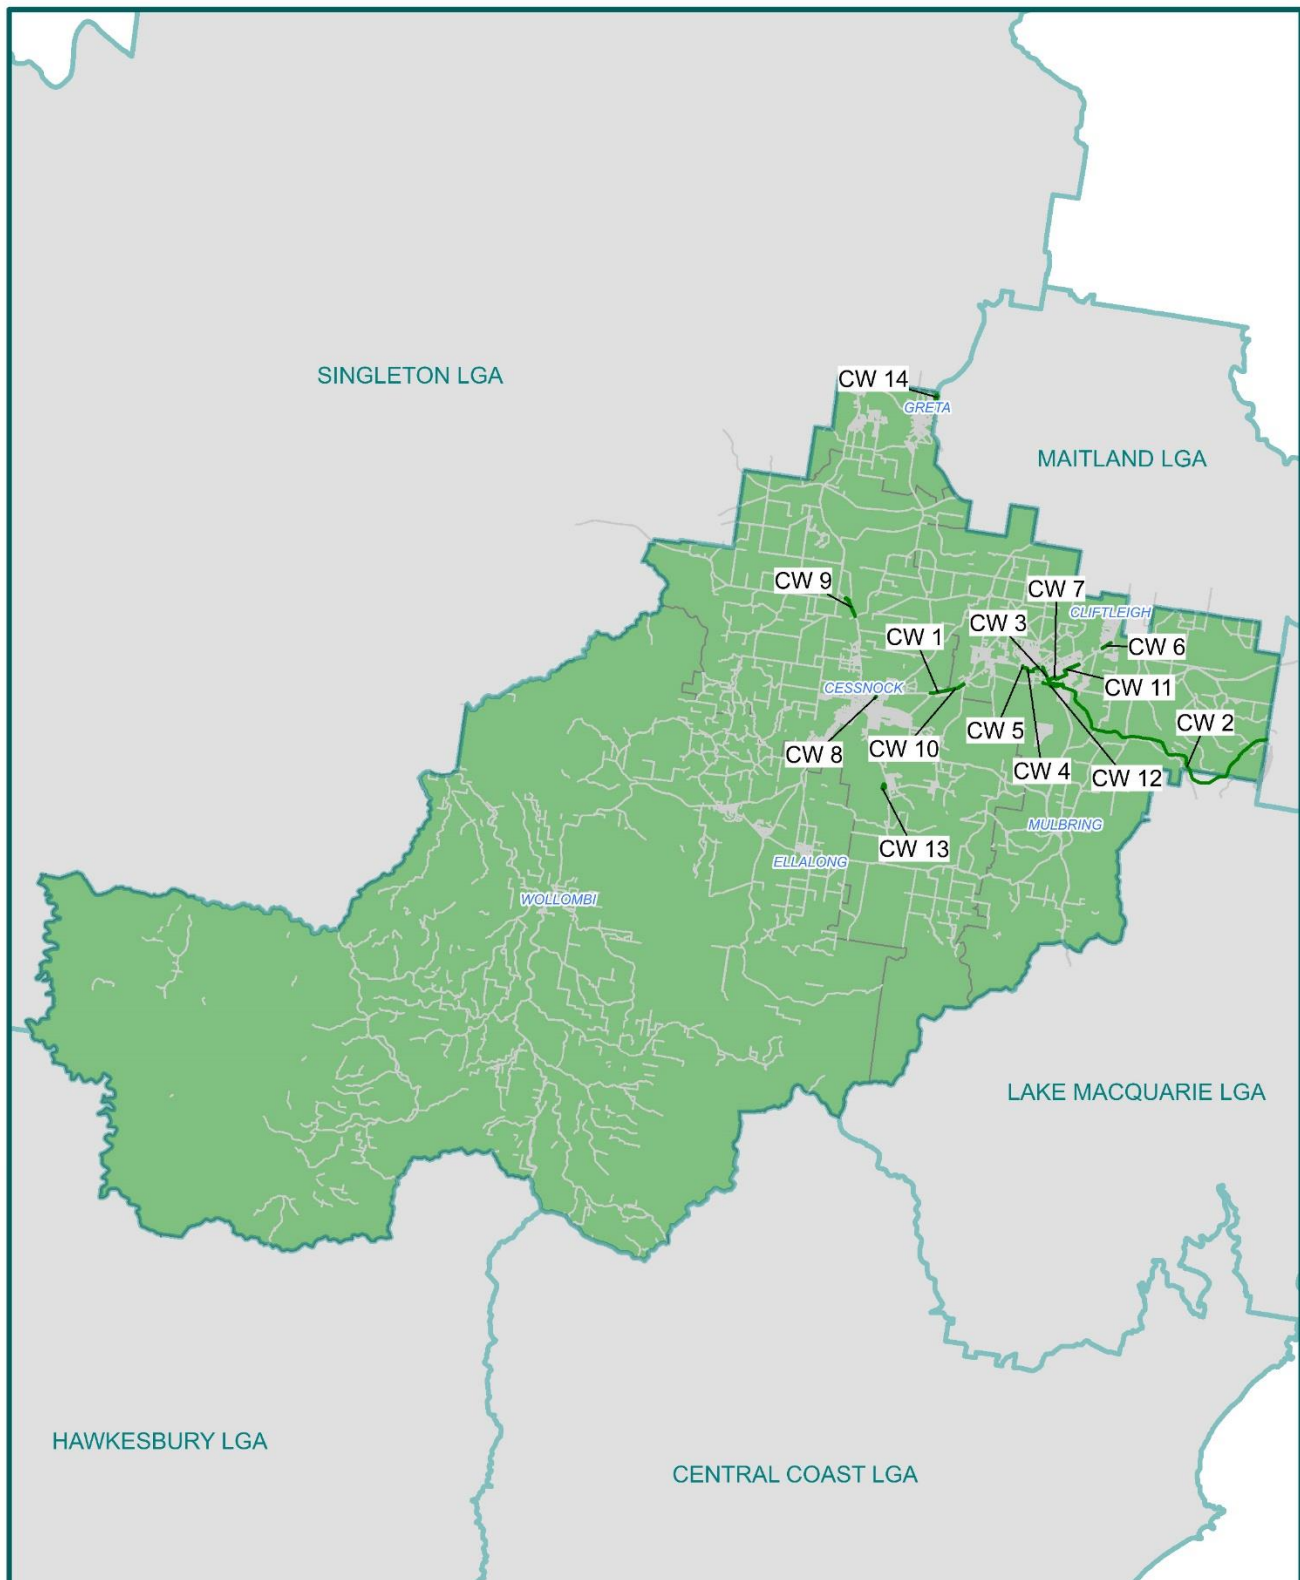 SINGLETON LGA
CW 14
GRETA
MAITLAND LGA
CW 9
CW 7
CLIFTLEIGH
CW 3
CW 1
CW 6
CESSNOCK
CW 11
CW 5
CW 2
CW 8
CW 10
CW 4
CW 12
MULBRING
CW 13
ELLALONG
WOLLOMBI
LAKE MACQUARIE LGA
HAWKESBURY LGA
CENTRAL COAST LGA